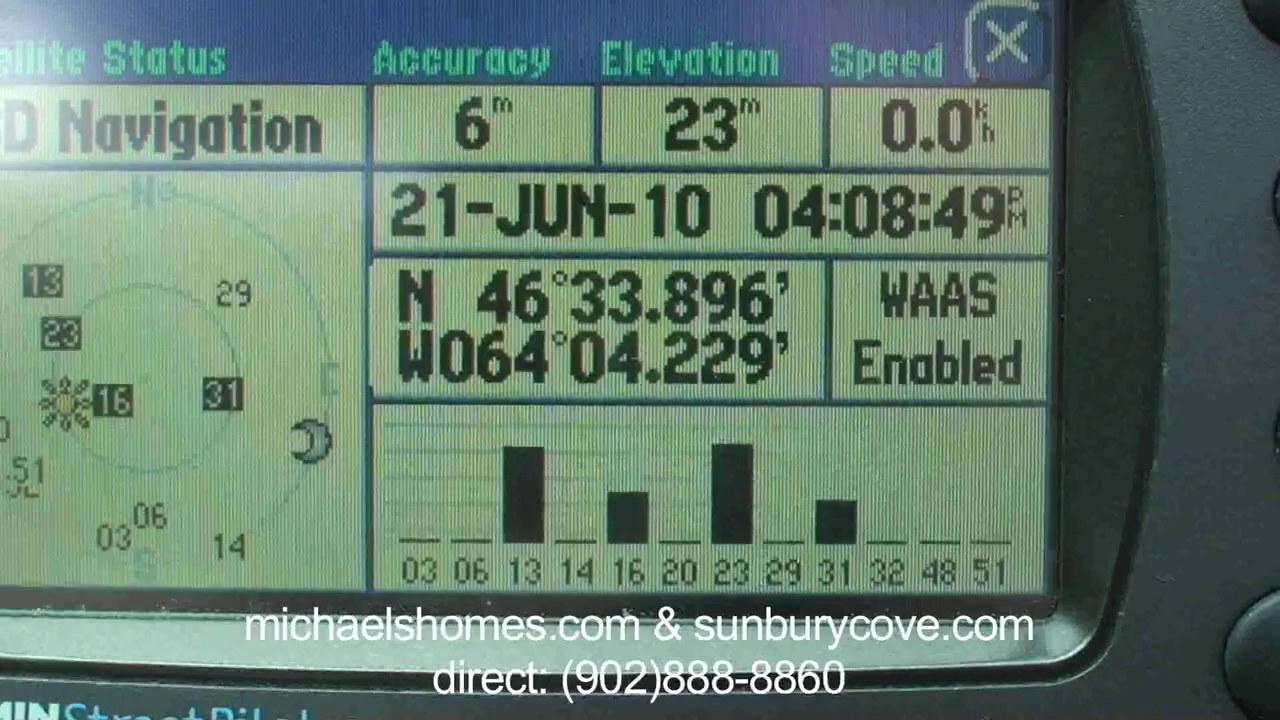 Status Accuracy Elevation Speed
D Navigation 6m 23m 0.0
21-JUN-10 04:08:49PM
N 46°33.896'
W064°04.229'
WAAS
Enabled
13 29
23
16 31
51
03 06 14
03 06 13 14 16 20 23 29 31 32 48 51
michaelshomes.com & sunburycove.com
direct: (902)888-8860
StreetPilot